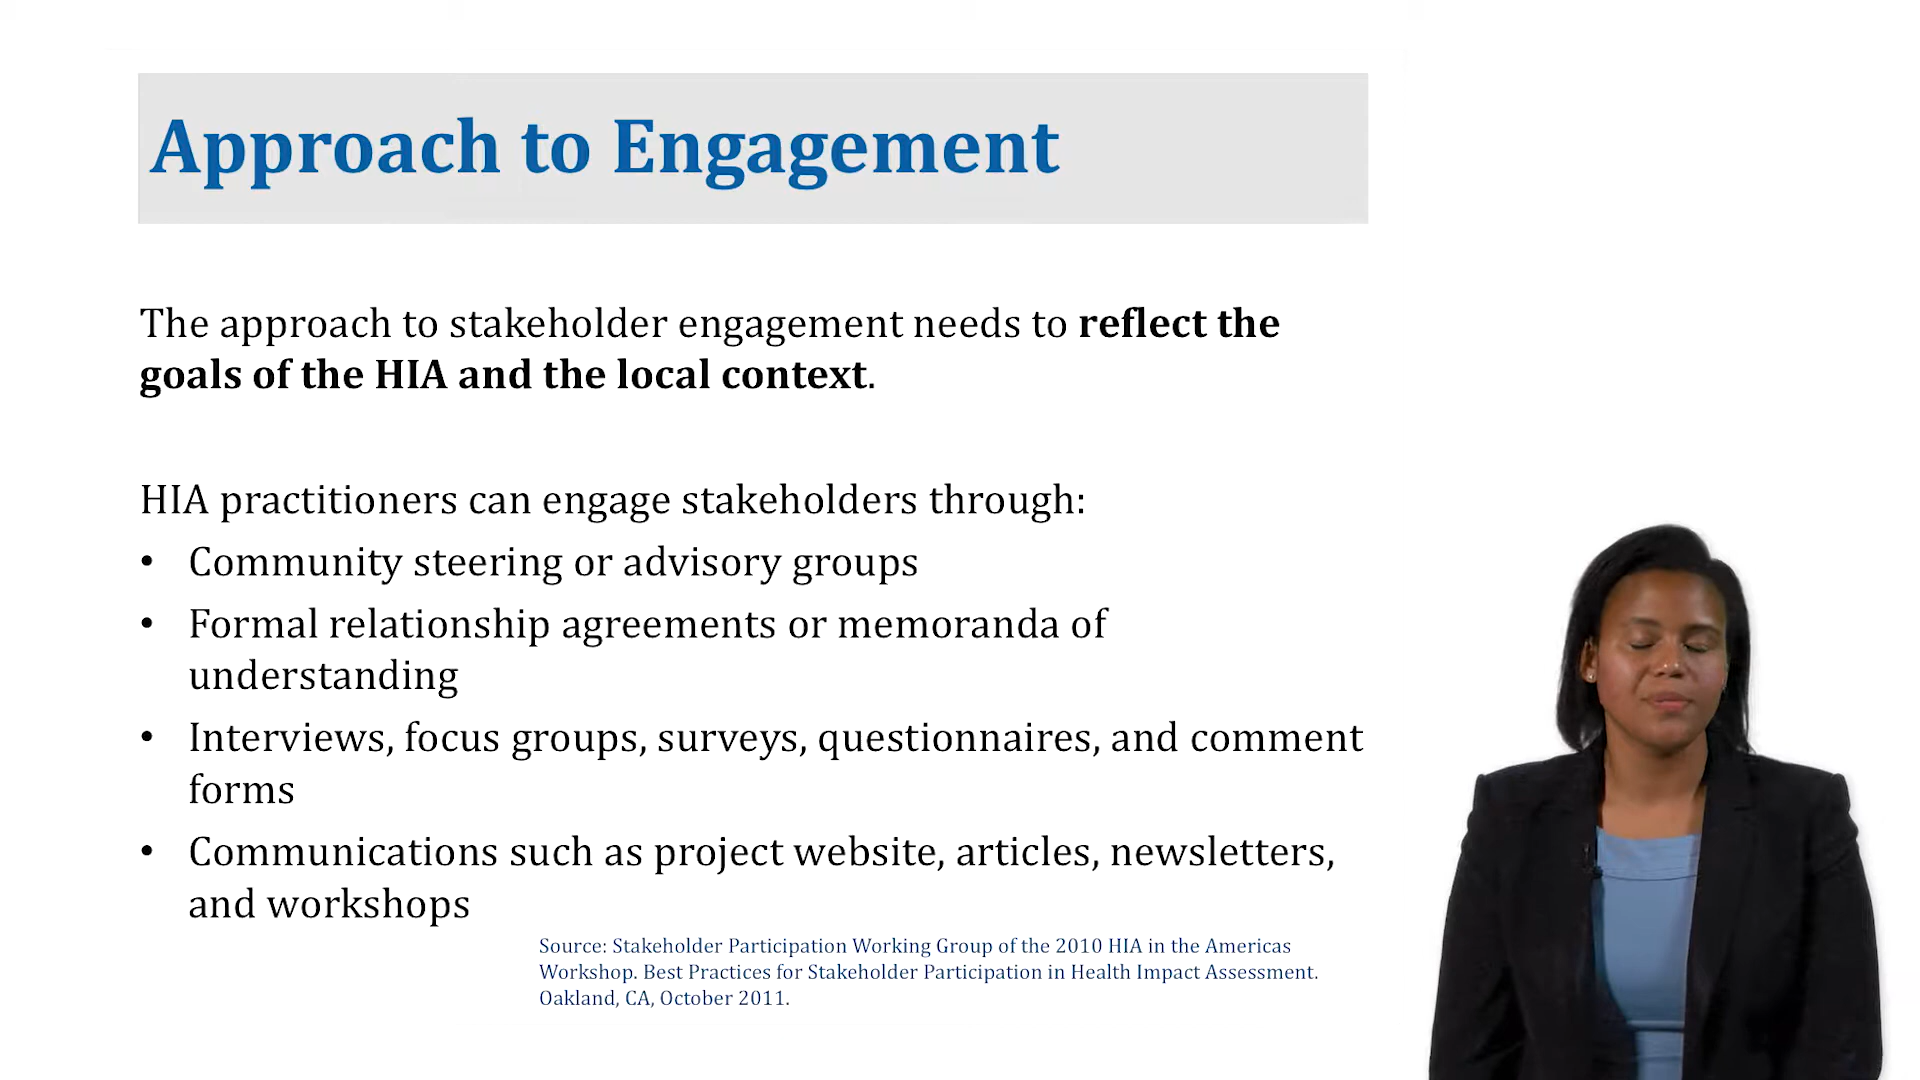 Approach to Engagement
The approach to stakeholder engagement needs to reflect the
goals of the HIA and the local context.
HIA practitioners can engage stakeholders through:
• Community steering or advisory groups
• Formal relationship agreements or memoranda of
understanding
• Interviews, focus groups, surveys, questionnaires, and comment
forms
• Communications such as project website, articles, newsletters,
and workshops
Source: Stakeholder Participation Working Group of the 2010 HIA in the Americas
Workshop. Best Practices for Stakeholder Participation in Health Impact Assessment.
Oakland, CA, October 2011.